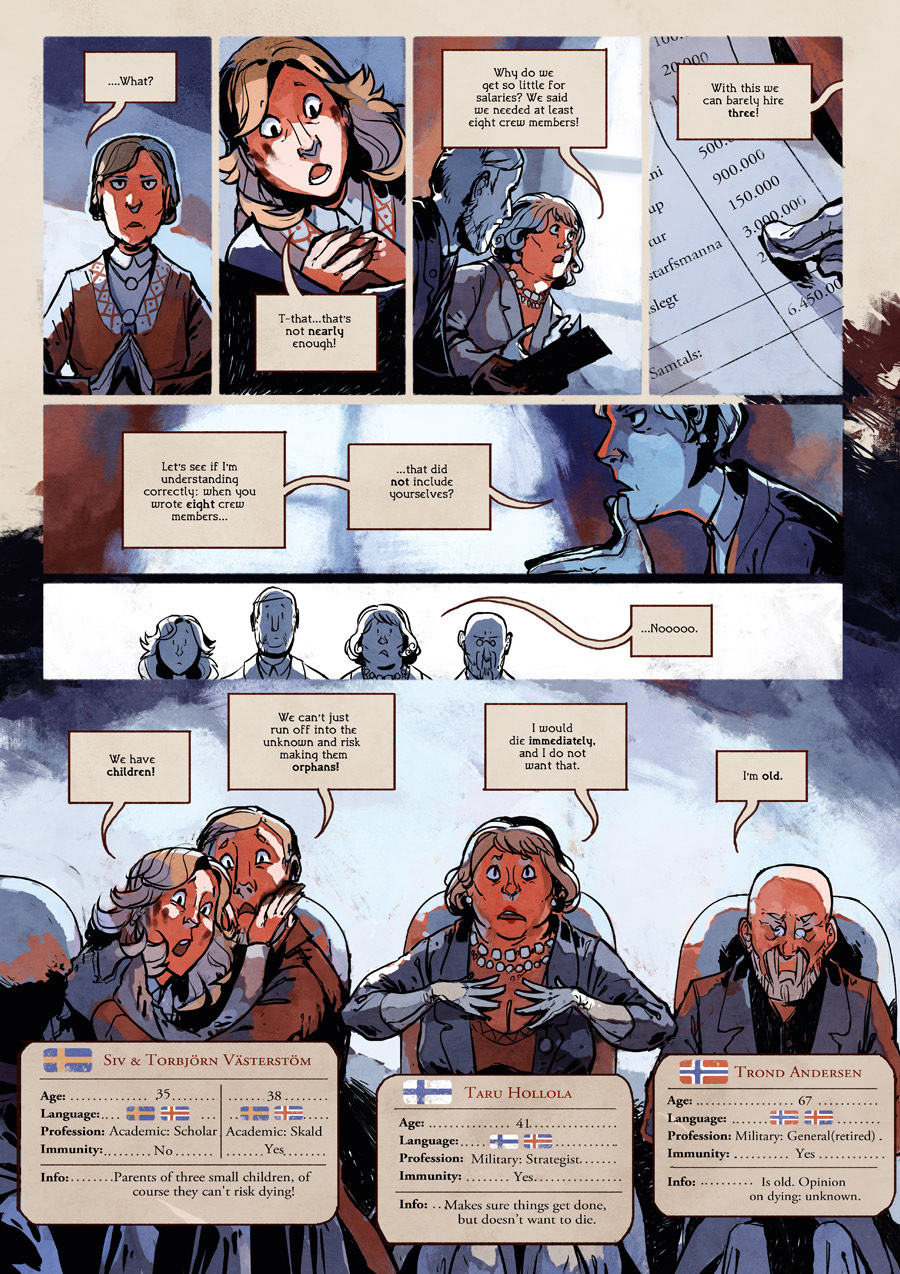 ....What?
T-that...that's
not nearly
enough!
Why do we
get so little for
salaries? We said
we needed at least
eight crew members!
With this we
can barely hire
three!
20.000
900.000
150.000
3.000.000
Samtals:
Let's see if I'm
understanding
correctly: when you
wrote eight crew
members...
...that did
not include
yourselves?
...Nooooo.
We have
children!
We can't just
run off into the
unknown and risk
making them
orphans!
I would
die immediately,
and I do not
want that.
I'm old.
Siv & Torbjörn Västerstöm
Age: 35 38
Language:
Profession: Academic: Scholar Academic: Skald
Immunity: No Yes
Info: Parents of three small children, of
course they can't risk dying!
Taru Hollola
Age: 41
Language:
Profession: Military: Strategist
Immunity: Yes
Info: Makes sure things get done,
but doesn't want to die.
Trond Andersen
Age: 67
Language:
Profession: Military: General(retired)
Immunity: Yes
Info: Is old. Opinion
on dying: unknown.